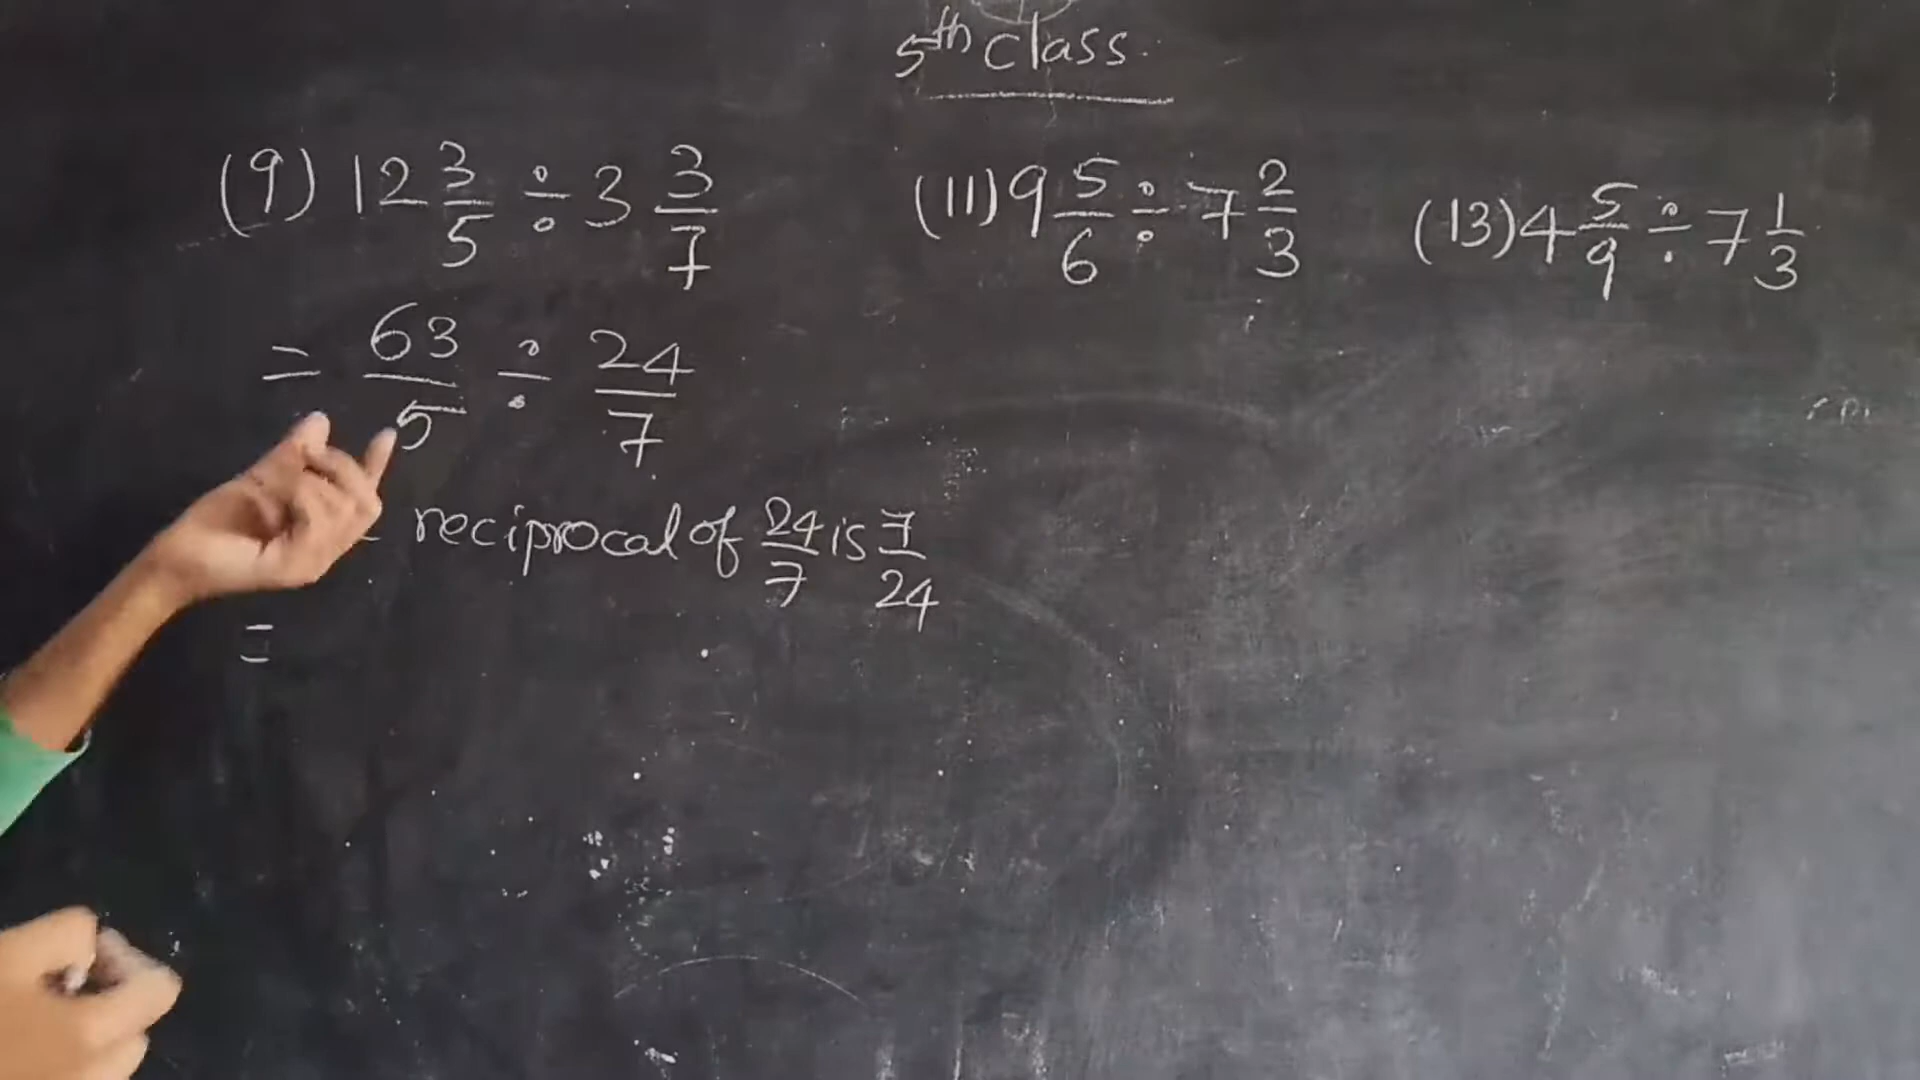 5th class.
(9) 12 3/5 ÷ 3 3/7
= 63/5 ÷ 24/7
reciprocal of 24/7 is 7/24
=
(11) 9 5/6 ÷ 7 2/3
(13) 4 5/9 ÷ 7 1/3